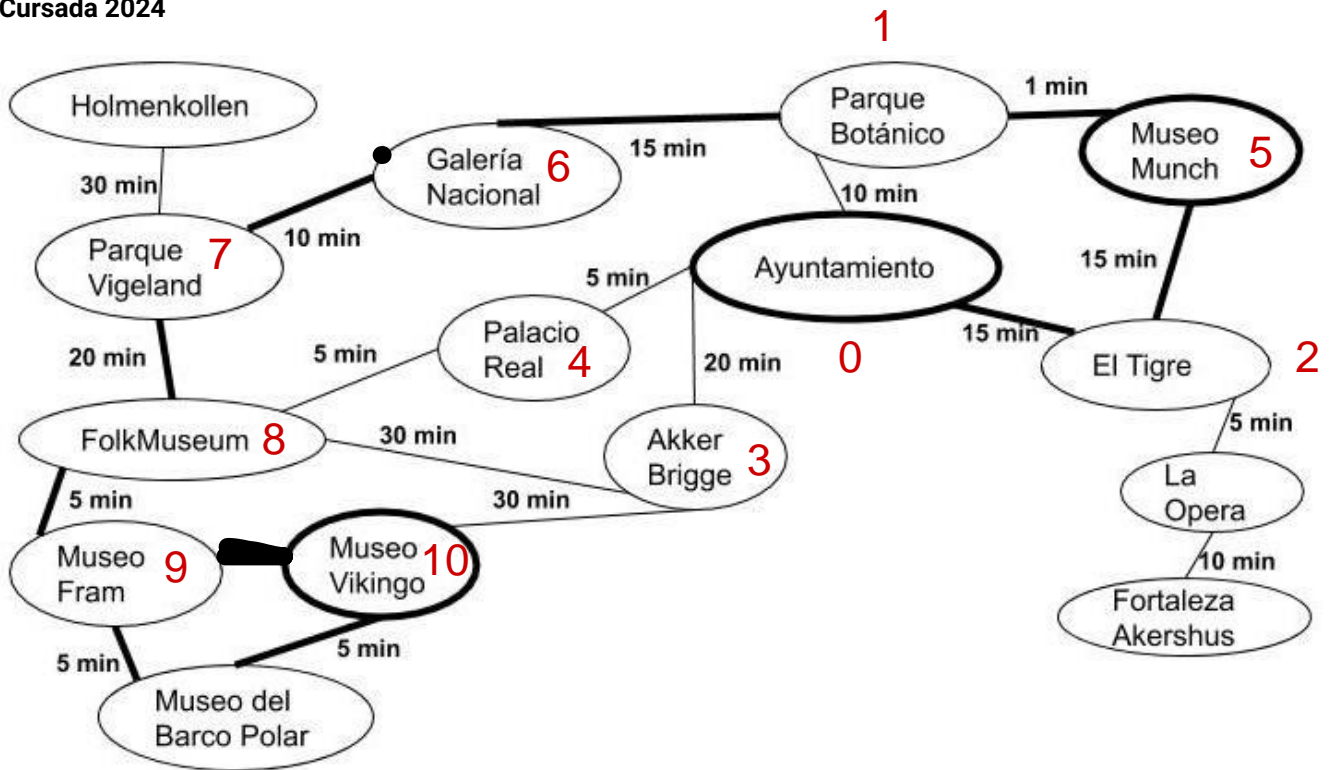 Cursada 2024
1
Holmenkollen
Parque
Botánico
1 min
Museo
Munch
5
Galería
Nacional
6
15 min
30 min
10 min
10 min
Parque
Vigeland
7
Ayuntamiento
0
15 min
5 min
15 min
Palacio
Real
4
20 min
5 min
20 min
El Tigre
2
5 min
FolkMuseum
8
30 min
Akker
Brigge
3
La
Opera
5 min
30 min
10 min
Museo
Fram
9
Museo
Vikingo
10
Fortaleza
Akershus
5 min
5 min
Museo del
Barco Polar